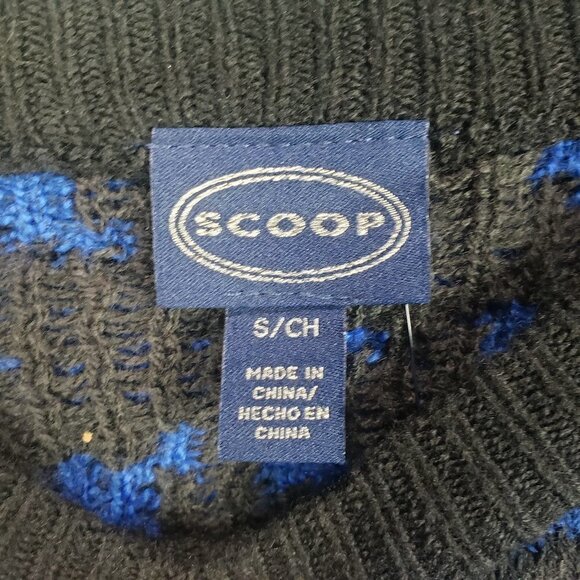 SCOOP
S/CH
MADE IN
CHINA/
HECHO EN
CHINA